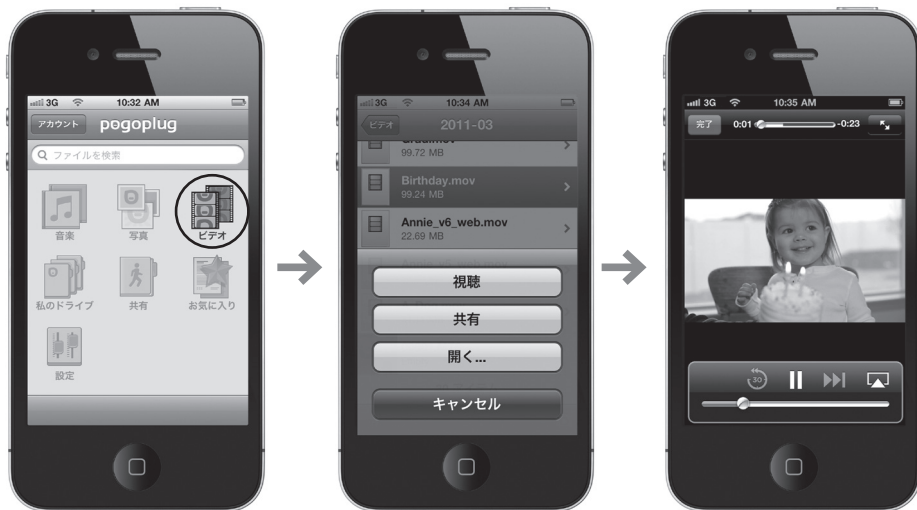 3G 10:32 AM
アカウント pogoplug
ファイルを検索
音楽 写真 ビデオ
私のドライブ 共有 お気に入り
設定
3G 10:34 AM
ビデオ 2011-03
99.72 MB
Birthday.mov
99.24 MB
Annie_v6_web.mov
22.69 MB
視聴
共有
開く...
キャンセル
3G 10:35 AM
完了 0:01 -0:23
30